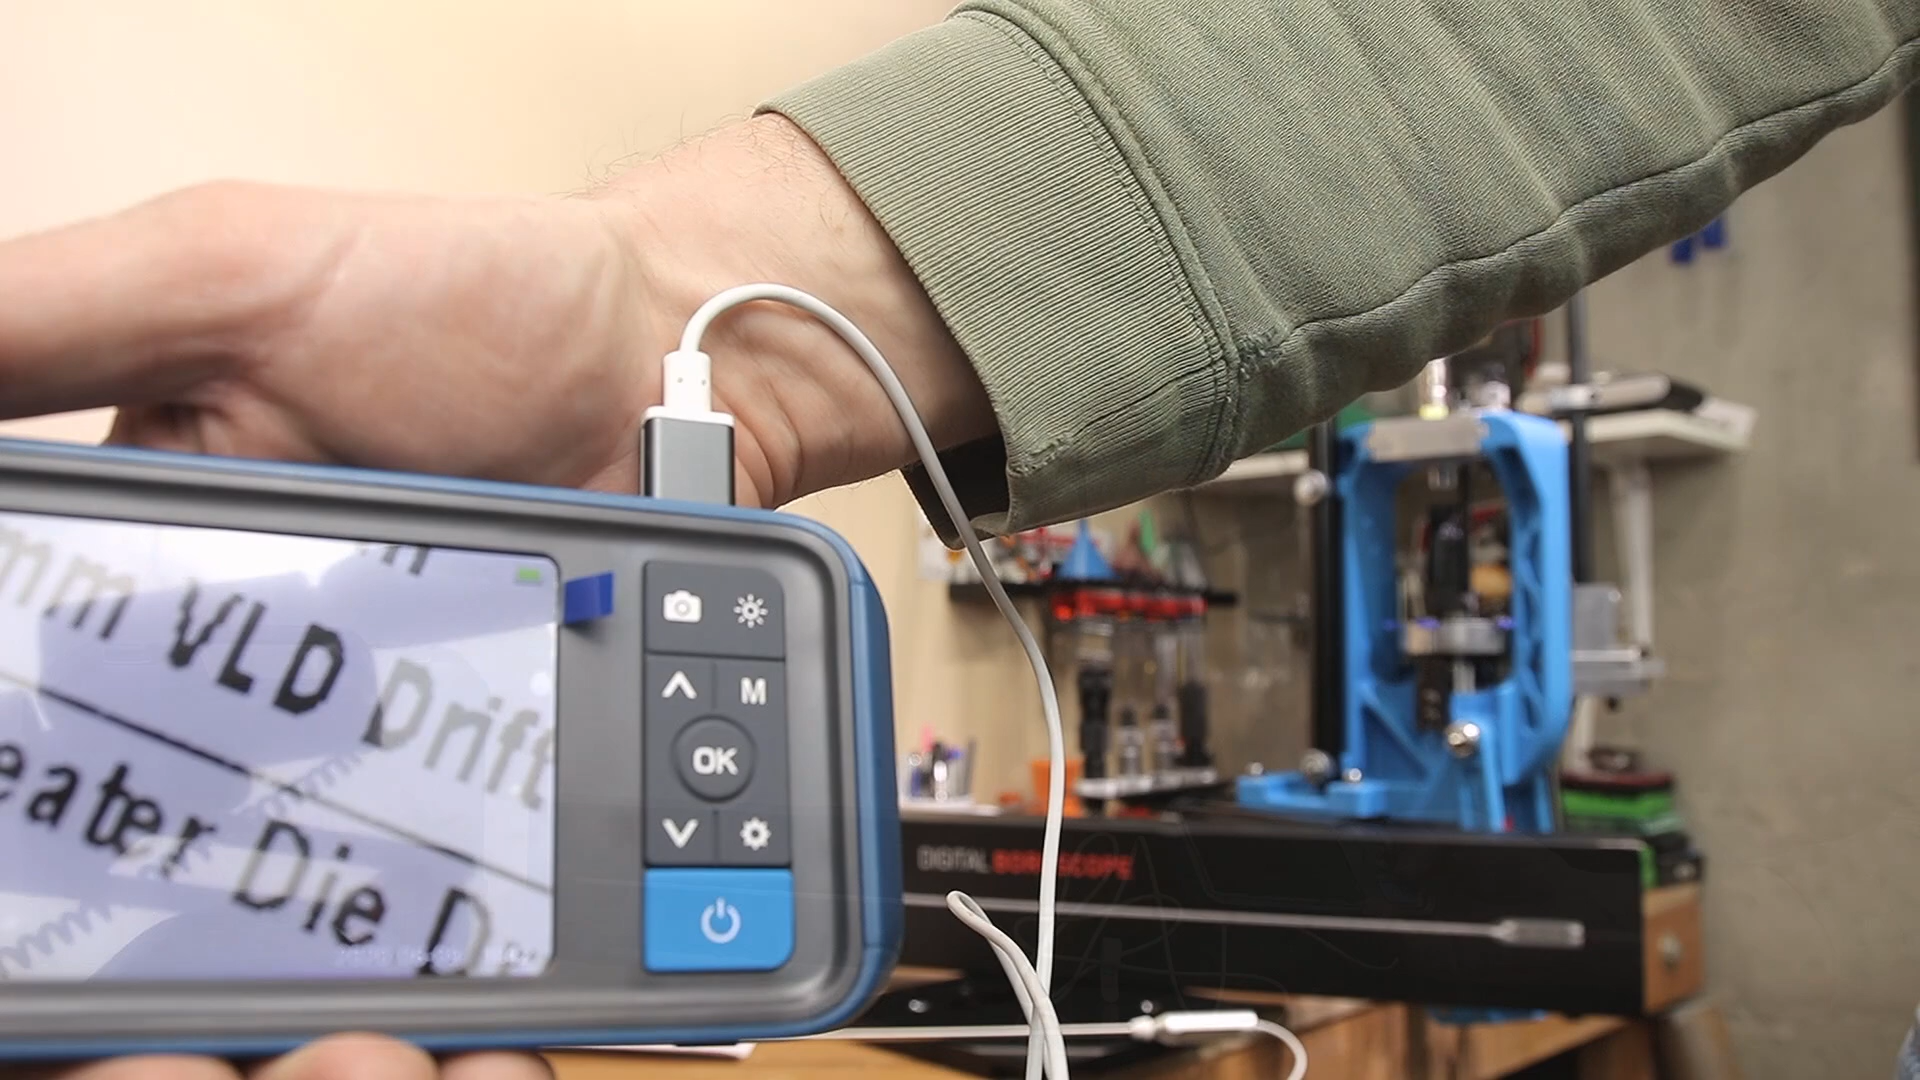 mm VLD Drift
eater Die D
M
OK
DIGITAL BORESCOPE